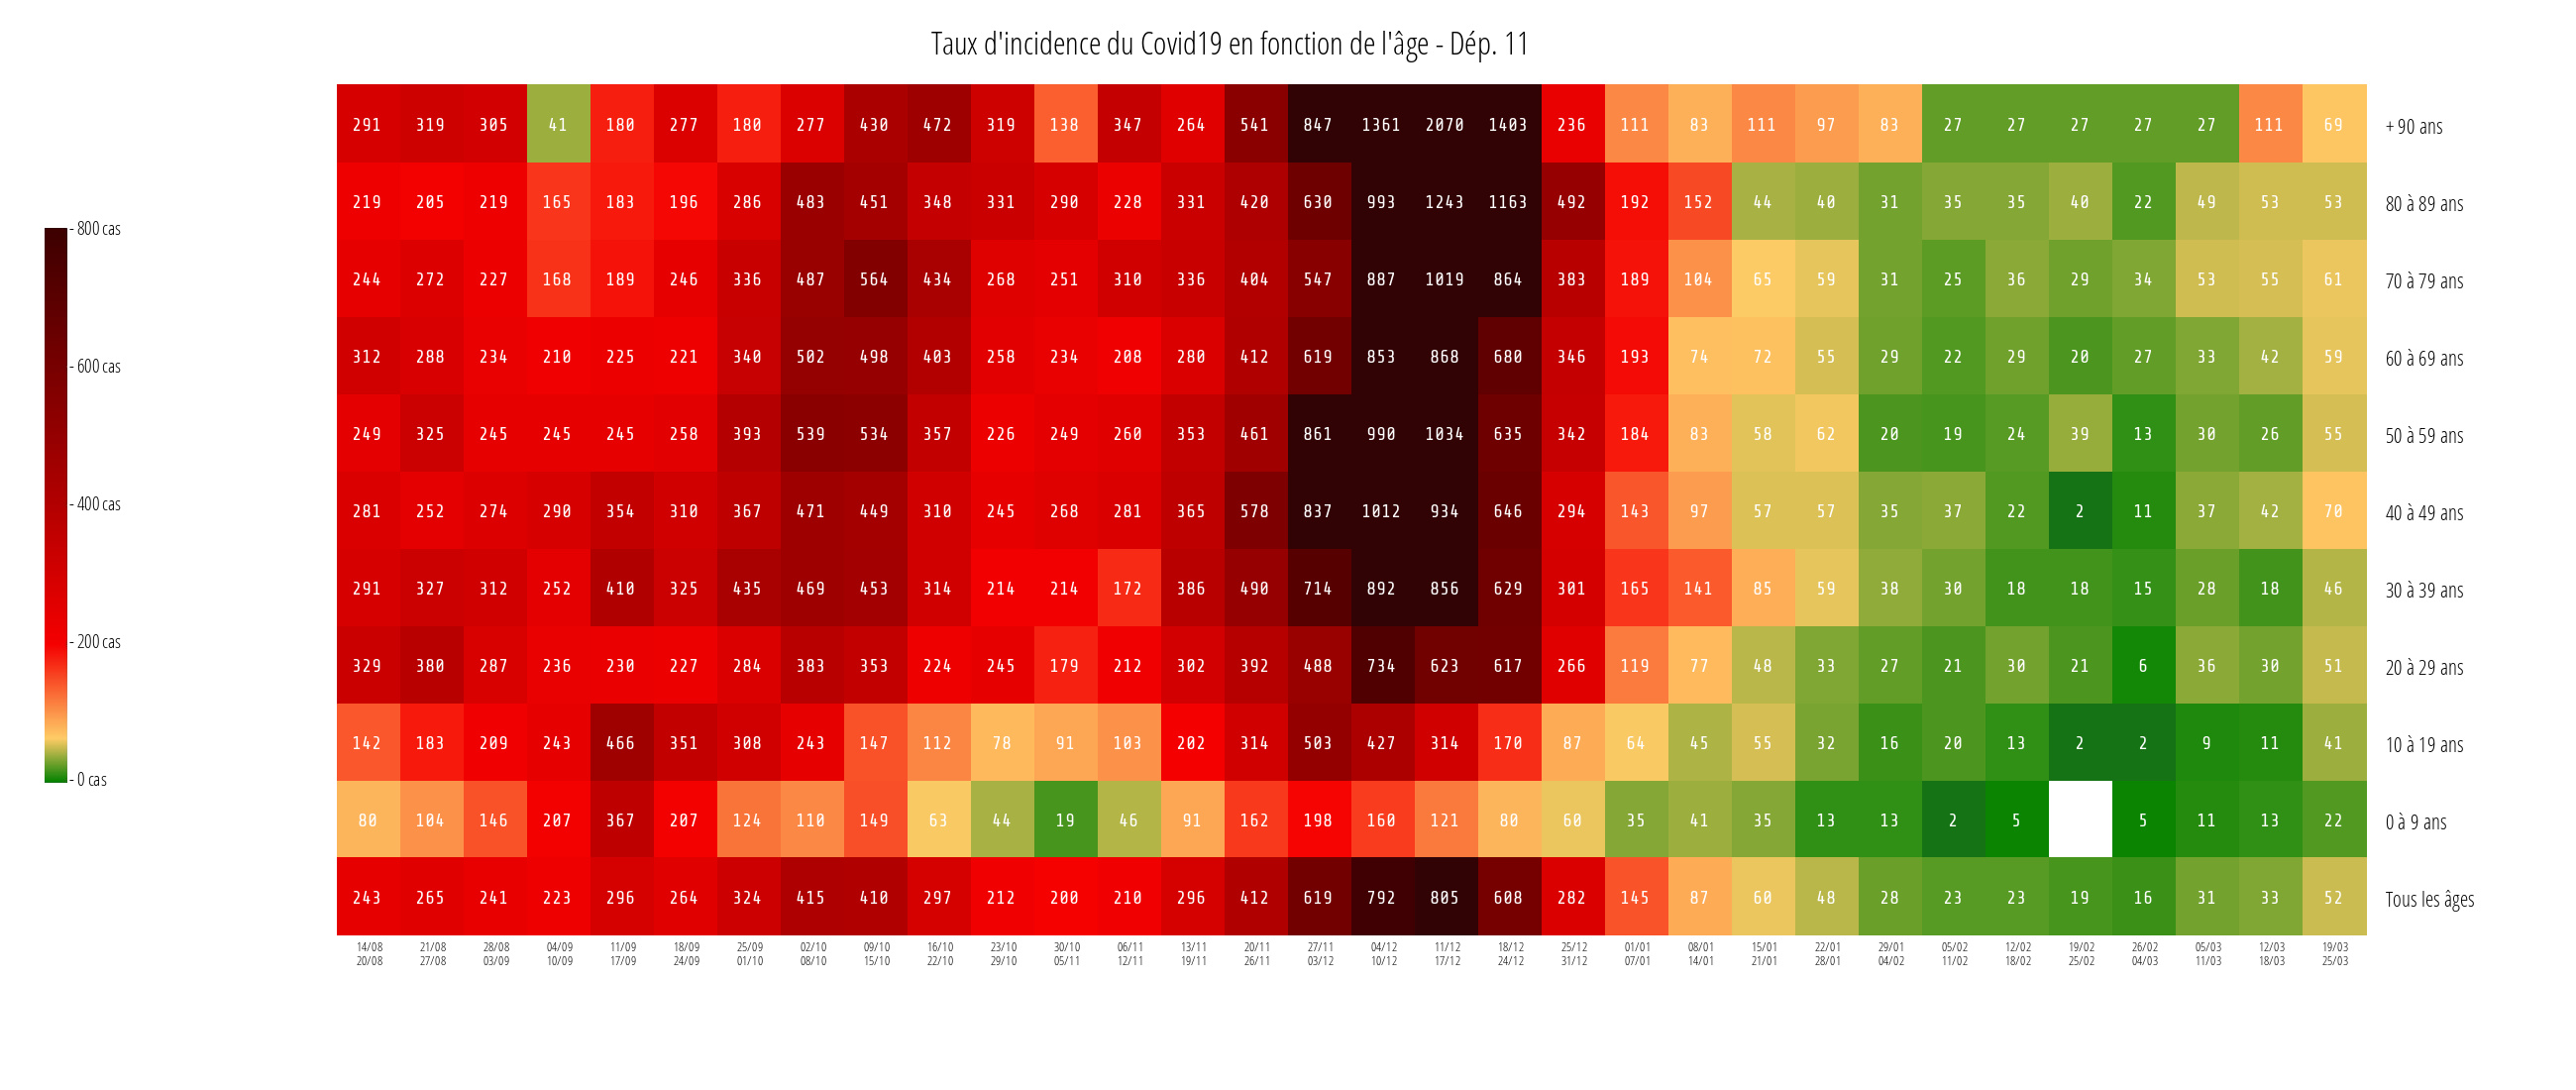 Taux d'incidence du Covid19 en fonction de l'âge - Dép. 11
291 319 305 41 180 277 180 277 430 472 319 138 347 264 541 847 1361 2070 1403 236 111 83 111 97 83 27 27 27 27 27 111 69 + 90 ans
219 205 219 165 183 196 286 483 451 348 331 290 228 331 420 630 993 1243 1163 492 192 152 44 40 31 35 35 40 22 49 53 53 80 à 89 ans
- 800 cas
244 272 227 168 189 246 336 487 564 434 268 251 310 336 404 547 887 1019 864 383 189 104 65 59 31 25 36 29 34 53 55 61 70 à 79 ans
312 288 234 210 225 221 340 502 498 403 258 234 208 280 412 619 853 868 680 346 193 74 72 55 29 22 29 20 27 33 42 59 60 à 69 ans
- 600 cas
249 325 245 245 245 258 393 539 534 357 226 249 260 353 461 861 990 1034 635 342 184 83 58 62 20 19 24 39 13 30 26 55 50 à 59 ans
- 400 cas
281 252 274 290 354 310 367 471 449 310 245 268 281 365 578 837 1012 934 646 294 143 97 57 57 35 37 22 2 11 37 42 70 40 à 49 ans
291 327 312 252 410 325 435 469 453 314 214 214 172 386 490 714 892 856 629 301 165 141 85 59 38 30 18 18 15 28 18 46 30 à 39 ans
- 200 cas
329 380 287 236 230 227 284 383 353 224 245 179 212 302 392 488 734 623 617 266 119 77 48 33 27 21 30 21 6 36 30 51 20 à 29 ans
142 183 209 243 466 351 308 243 147 112 78 91 103 202 314 503 427 314 170 87 64 45 55 32 16 20 13 2 2 9 11 41 10 à 19 ans
- 0 cas
80 104 146 207 367 207 124 110 149 63 44 19 46 91 162 198 160 121 80 60 35 41 35 13 13 2 5 5 11 13 22 0 à 9 ans
243 265 241 223 296 264 324 415 410 297 212 200 210 296 412 619 792 805 608 282 145 87 60 48 28 23 23 19 16 31 33 52 Tous les âges
14/08 21/08 28/08 04/09 11/09 18/09 25/09 02/10 09/10 16/10 23/10 30/10 06/11 13/11 20/11 27/11 04/12 11/12 18/12 25/12 01/01 08/01 15/01 22/01 29/01 05/02 12/02 19/02 26/02 05/03 12/03 19/03
20/08 27/08 03/09 10/09 17/09 24/09 01/10 08/10 15/10 22/10 29/10 05/11 12/11 19/11 26/11 03/12 10/12 17/12 24/12 31/12 07/01 14/01 21/01 28/01 04/02 11/02 18/02 25/02 04/03 11/03 18/03 25/03